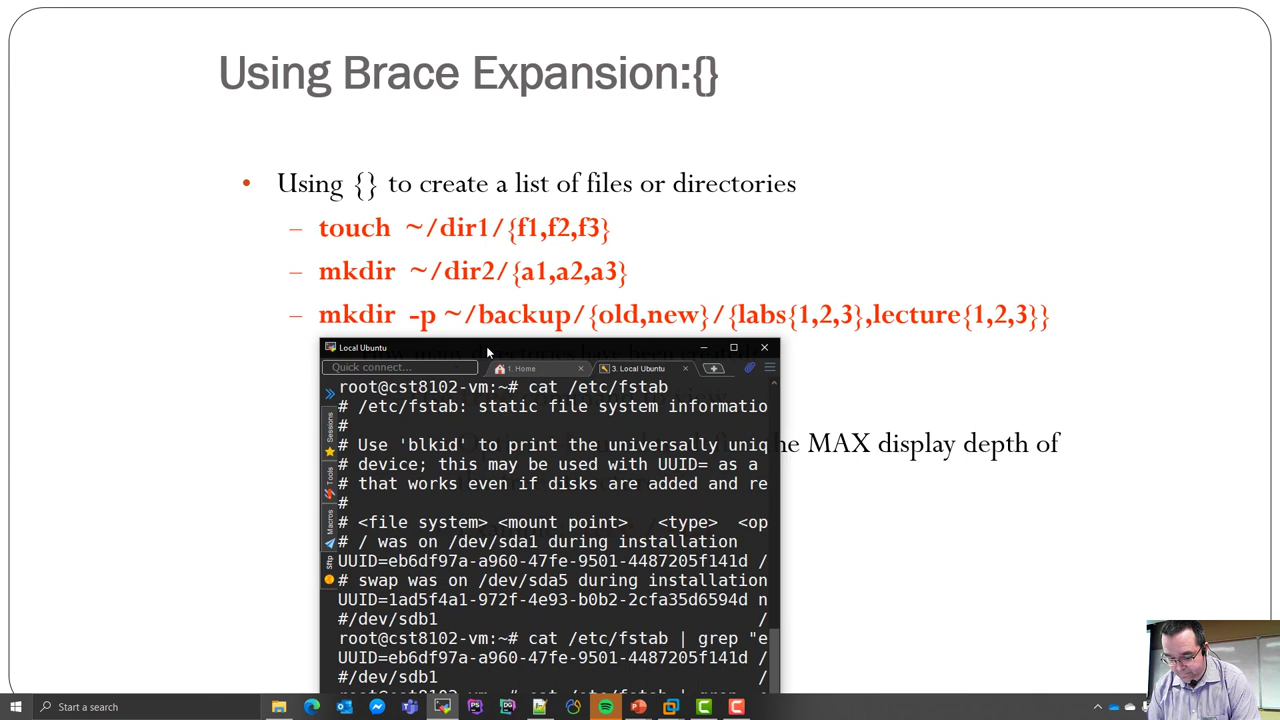 Using Brace Expansion:{}
• Using {} to create a list of files or directories
– touch ~/dir1/{f1,f2,f3}
– mkdir ~/dir2/{a1,a2,a3}
– mkdir -p ~/backup/{old,new}/{labs{1,2,3},lecture{1,2,3}}
he MAX display depth of
Local Ubuntu
Quick connect...
1. Home
3. Local Ubuntu
Sessions
Tools
Macros
Sftp
root@cst8102-vm:~# cat /etc/fstab
# /etc/fstab: static file system informatio
#
# Use 'blkid' to print the universally uniq
# device; this may be used with UUID= as a
# that works even if disks are added and re
#
# <file system> <mount point> <type> <op
# / was on /dev/sda1 during installation
UUID=eb6df97a-a960-47fe-9501-4487205f141d /
# swap was on /dev/sda5 during installation
UUID=1ad5f4a1-972f-4e93-b0b2-2cfa35d6594d n
#/dev/sdb1 /
root@cst8102-vm:~# cat /etc/fstab | grep "e
UUID=eb6df97a-a960-47fe-9501-4487205f141d /
#/dev/sdb1 /
Start a search